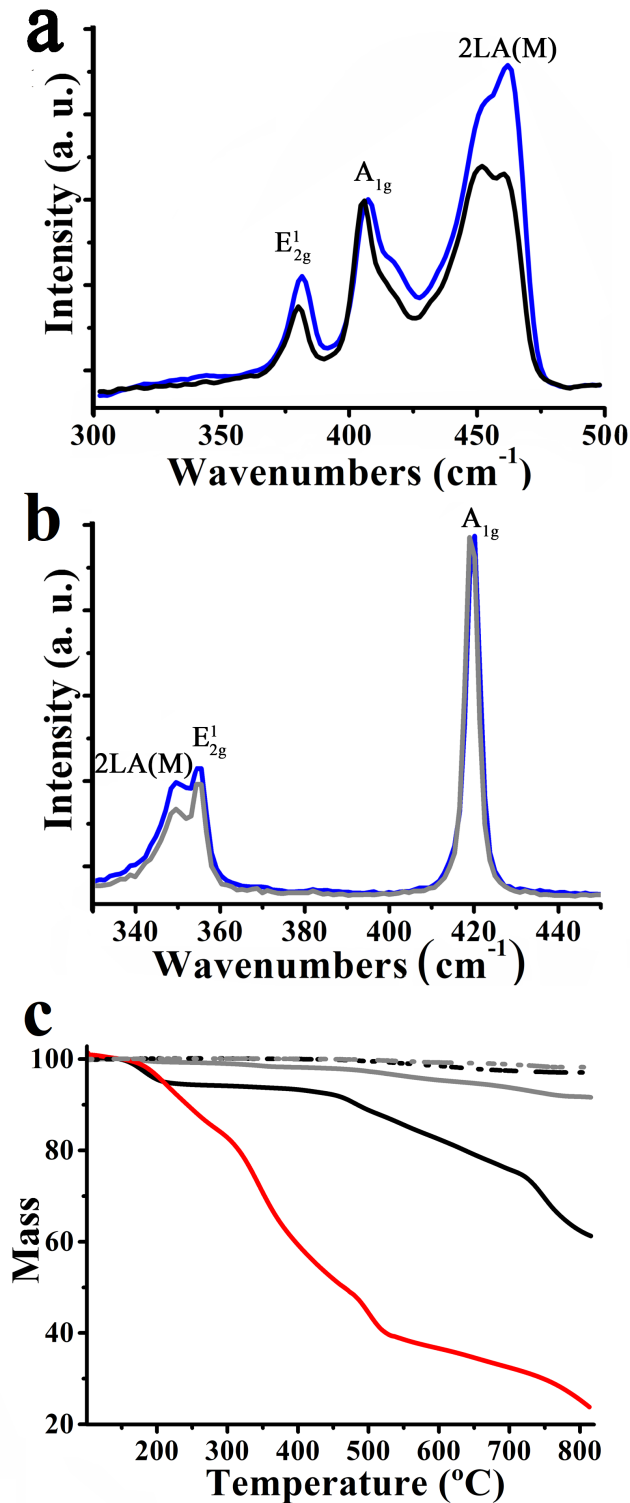 a
2LA(M)
A1g
E12g
Intensity (a. u.)
300 350 400 450 500
Wavenumbers (cm-1)
b
A1g
E12g
2LA(M)
Intensity (a. u.)
340 360 380 400 420 440
Wavenumbers (cm-1)
c
100
80
60
40
20
Mass
200 300 400 500 600 700 800
Temperature (ºC)